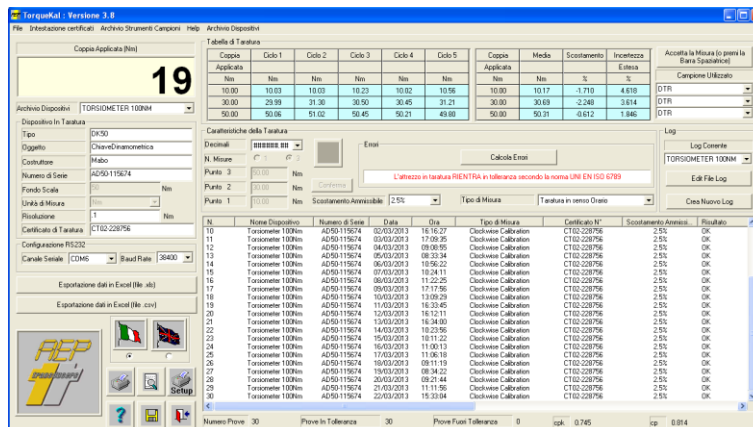 TorqueKal : Versione 3.8
File Intestazione certificati Archivio Strumenti Campioni Help Archivio Dispositivi
Coppia Applicata (Nm)
19
Archivio Dispositivi TORSIOMETER 100NM
Dispositivo In Taratura
Tipo DK50
Oggetto ChiaveDinamometrica
Costruttore Mabo
Numero di Serie AD50-115674
Fondo Scala 50 Nm
Unità di Misura Nm
Risoluzione .1 Nm
Certificato di Taratura CT02-228756
Configurazione RS232
Canale Seriale COM6 Baud Rate 38400
Esportazione dati in Excel (file .xls)
Esportazione dati in Excel (file .csv)
AEP
transducers
Setup
Tabella di Taratura
Coppia Ciclo 1 Ciclo 2 Ciclo 3 Ciclo 4 Ciclo 5
Applicata
Nm Nm Nm Nm Nm Nm
10.00 10.03 10.03 10.23 10.02 10.56
30.00 29.99 31.30 30.50 30.45 31.21
50.00 50.06 51.02 50.45 50.21 49.80
Coppia Media Scostamento Incertezza
Applicata Estesa
Nm Nm % %
10.00 10.17 -1.710 4.618
30.00 30.69 -2.248 3.614
50.00 50.31 -0.612 1.846
Accetta la Misura (o premi la
Barra Spaziatrice)
Campione Utilizzato
DTR
DTR
DTR
Caratteristiche della Taratura
Decimali ######.##
N. Misure
Punto 3 50.00 Nm
Punto 2 30.00 Nm
Punto 1 10.00 Nm
Conferma
Errori
Calcola Errori
L'attrezzo in taratura RIENTRA in tolleranza secondo la norma UNI EN ISO 6789
Scostamento Ammissibile 2.5% Tipo di Misura Taratura in senso Orario
Log
Log Corrente
TORSIOMETER 100NM
Edit File Log
Crea Nuovo Log
N. Nome Dispositivo Numero di Serie Data Ora Tipo di Misura Certificato N° Scostamento Ammissi... Risultato
10 Torsiometer 100Nm AD50-115674 02/03/2013 16:16:27 Clockwise Calibration CT02-228756 2.5% OK
11 Torsiometer 100Nm AD50-115674 03/03/2013 17:09:35 Clockwise Calibration CT02-228756 2.5% OK
12 Torsiometer 100Nm AD50-115674 04/03/2013 09:08:55 Clockwise Calibration CT02-228756 2.5% OK
13 Torsiometer 100Nm AD50-115674 05/03/2013 08:33:34 Clockwise Calibration CT02-228756 2.5% OK
14 Torsiometer 100Nm AD50-115674 06/03/2013 10:56:22 Clockwise Calibration CT02-228756 2.5% OK
15 Torsiometer 100Nm AD50-115674 07/03/2013 10:24:11 Clockwise Calibration CT02-228756 2.5% OK
16 Torsiometer 100Nm AD50-115674 08/03/2013 11:22:25 Clockwise Calibration CT02-228756 2.5% OK
17 Torsiometer 100Nm AD50-115674 09/03/2013 17:17:56 Clockwise Calibration CT02-228756 2.5% OK
18 Torsiometer 100Nm AD50-115674 10/03/2013 13:09:29 Clockwise Calibration CT02-228756 2.5% OK
19 Torsiometer 100Nm AD50-115674 11/03/2013 16:33:45 Clockwise Calibration CT02-228756 2.5% OK
20 Torsiometer 100Nm AD50-115674 12/03/2013 16:12:11 Clockwise Calibration CT02-228756 2.5% OK
21 Torsiometer 100Nm AD50-115674 13/03/2013 16:34:00 Clockwise Calibration CT02-228756 2.5% OK
22 Torsiometer 100Nm AD50-115674 14/03/2013 10:23:56 Clockwise Calibration CT02-228756 2.5% OK
23 Torsiometer 100Nm AD50-115674 15/03/2013 10:11:22 Clockwise Calibration CT02-228756 2.5% OK
24 Torsiometer 100Nm AD50-115674 16/03/2013 11:00:13 Clockwise Calibration CT02-228756 2.5% OK
25 Torsiometer 100Nm AD50-115674 17/03/2013 11:06:18 Clockwise Calibration CT02-228756 2.5% OK
26 Torsiometer 100Nm AD50-115674 18/03/2013 09:11:19 Clockwise Calibration CT02-228756 2.5% OK
27 Torsiometer 100Nm AD50-115674 19/03/2013 08:34:22 Clockwise Calibration CT02-228756 2.5% OK
28 Torsiometer 100Nm AD50-115674 20/03/2013 09:21:44 Clockwise Calibration CT02-228756 2.5% OK
29 Torsiometer 100Nm AD50-115674 21/03/2013 11:11:56 Clockwise Calibration CT02-228756 2.5% OK
30 Torsiometer 100Nm AD50-115674 22/03/2013 15:33:04 Clockwise Calibration CT02-228756 2.5% OK
Numero Prove 30 Prove In Tolleranza 30 Prove Fuori Tolleranza 0 cpk 0.745 cp 0.814